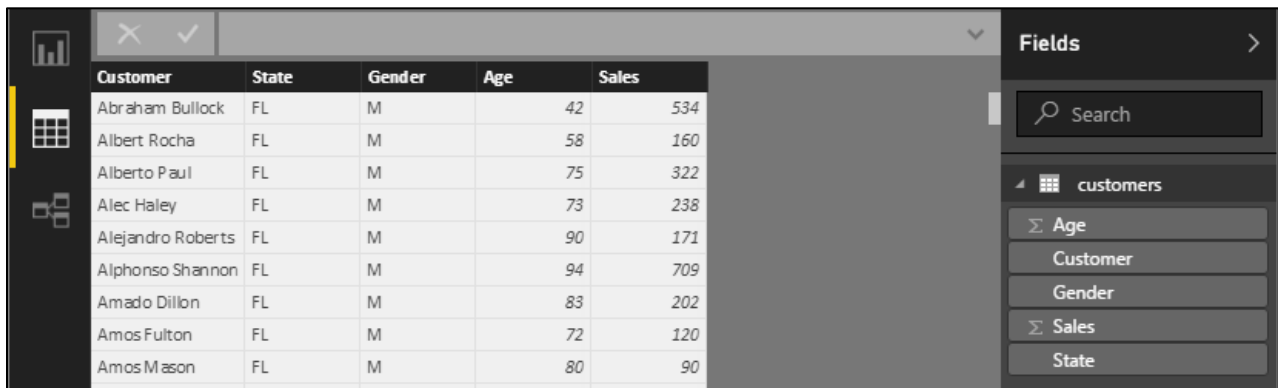 Customer State Gender Age Sales
Abraham Bullock FL M 42 534
Albert Rocha FL M 58 160
Alberto Paul FL M 75 322
Alec Haley FL M 73 238
Alejandro Roberts FL M 90 171
Alphonso Shannon FL M 94 709
Amado Dillon FL M 83 202
Amos Fulton FL M 72 120
Amos Mason FL M 80 90
Fields
Search
customers
Σ Age
Customer
Gender
Σ Sales
State